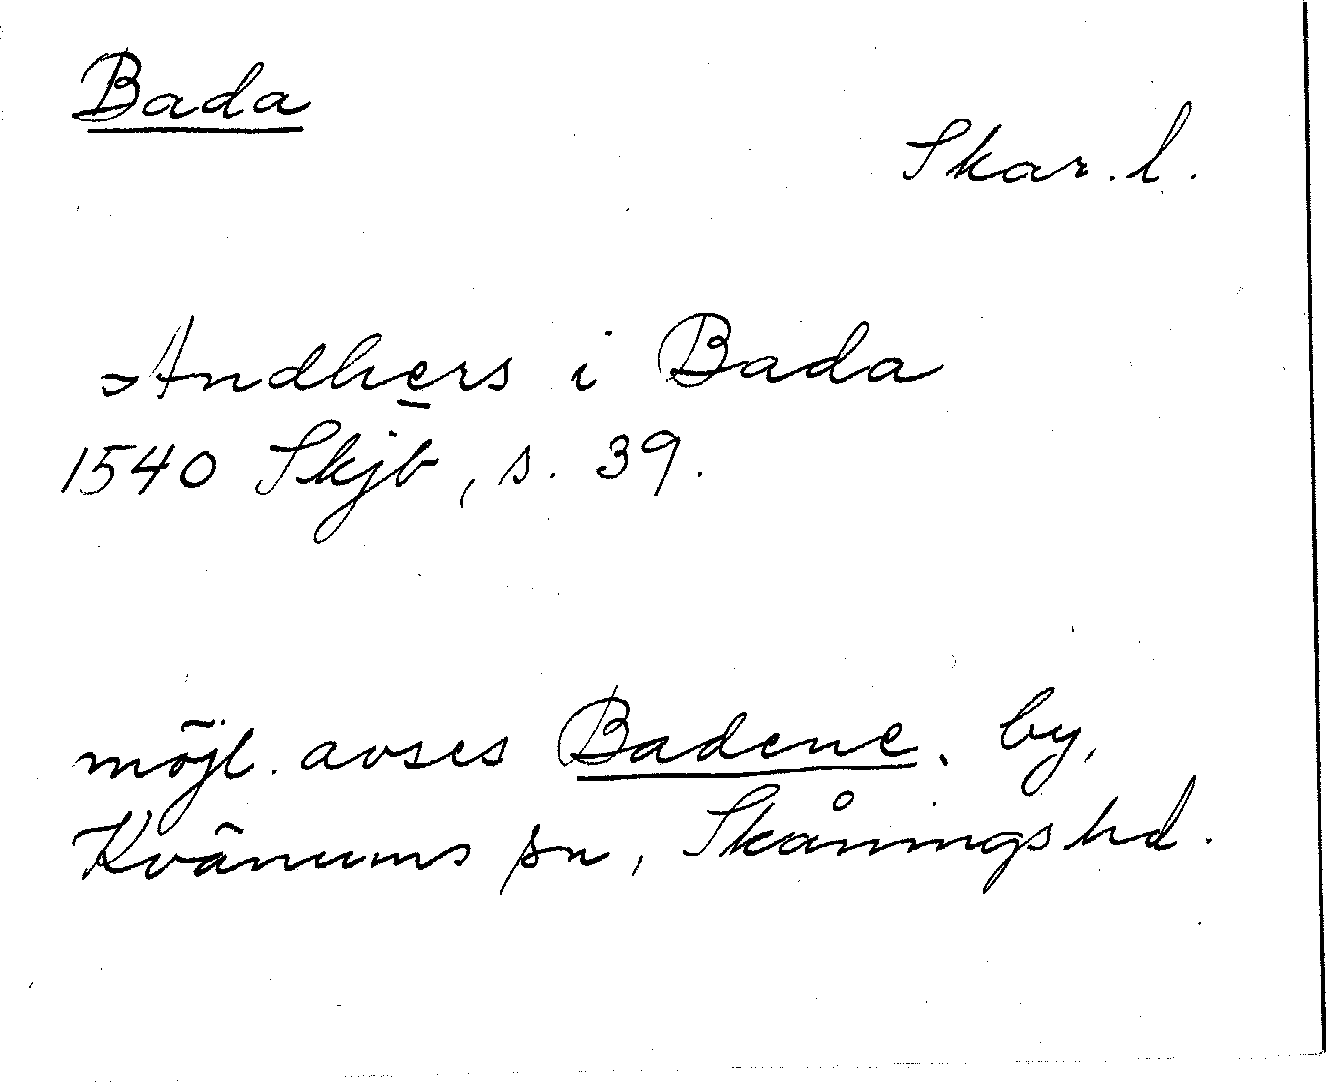 Bada
Skar. l.
Andhers i Bada
1540 Skjb, s. 39.
möjl. avses Badene, by,
Kvänums sn, Skånings hd.